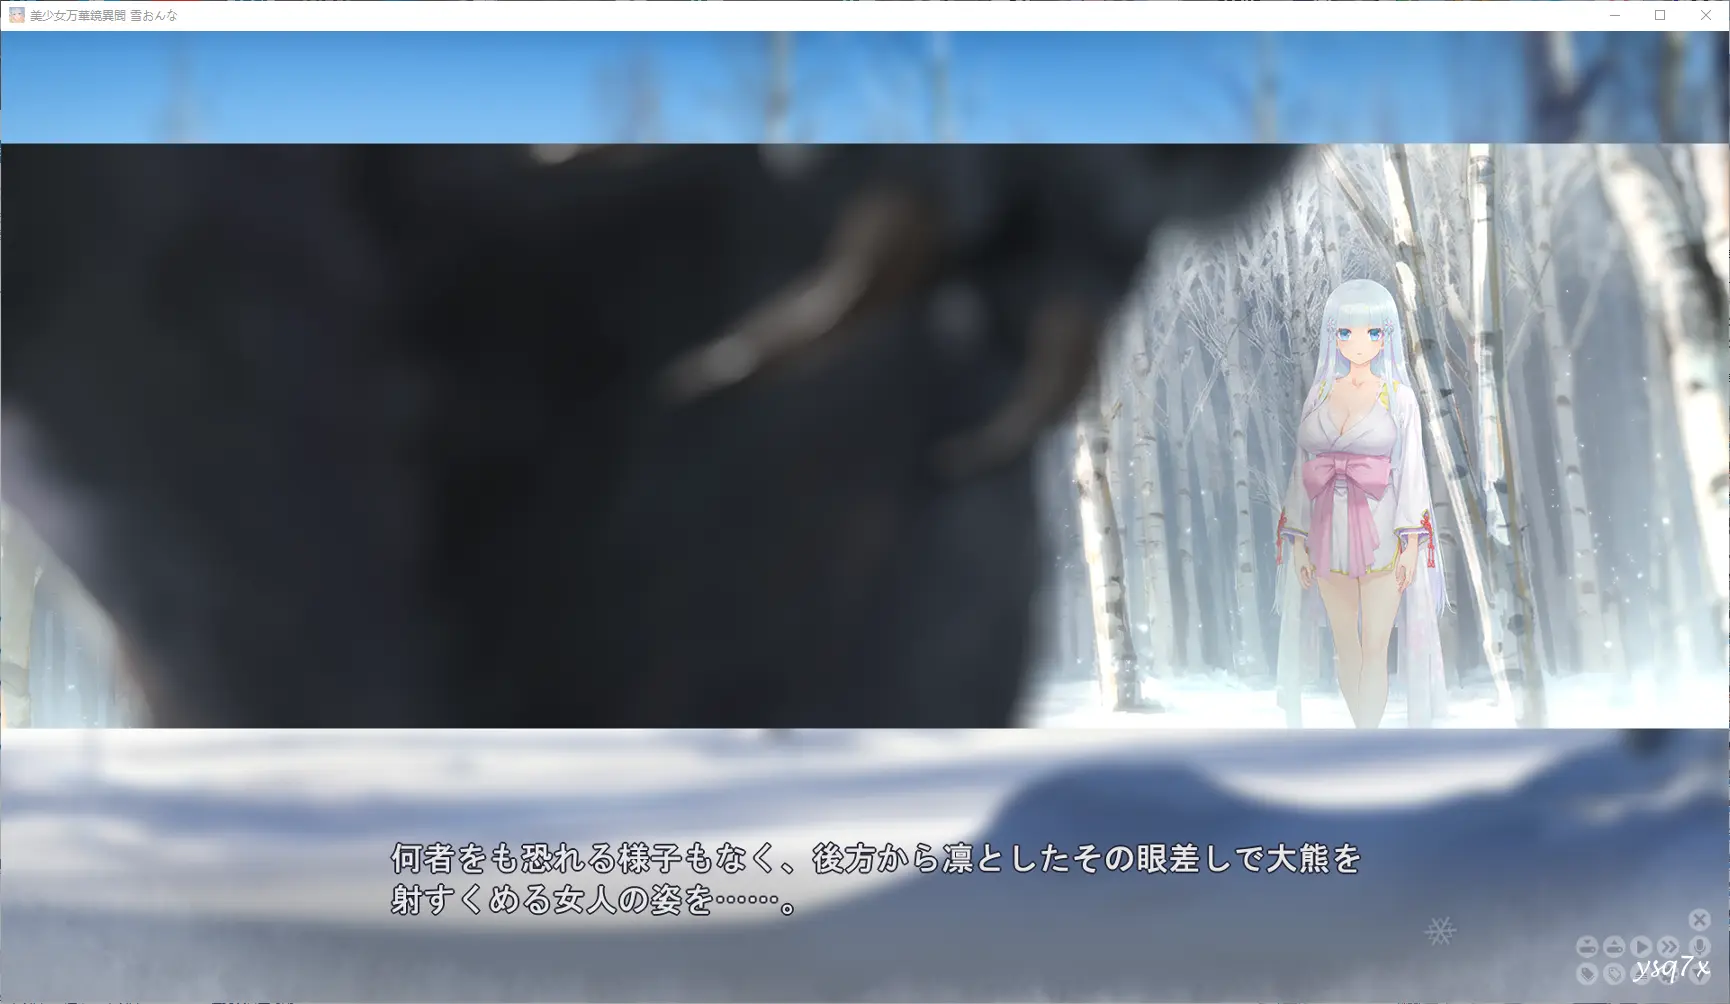 美少女万華鏡異聞 雪おんな
何者をも恐れる様子もなく、後方から凛としたその眼差しで大熊を
射すくめる女人の姿を……。
ysq7x